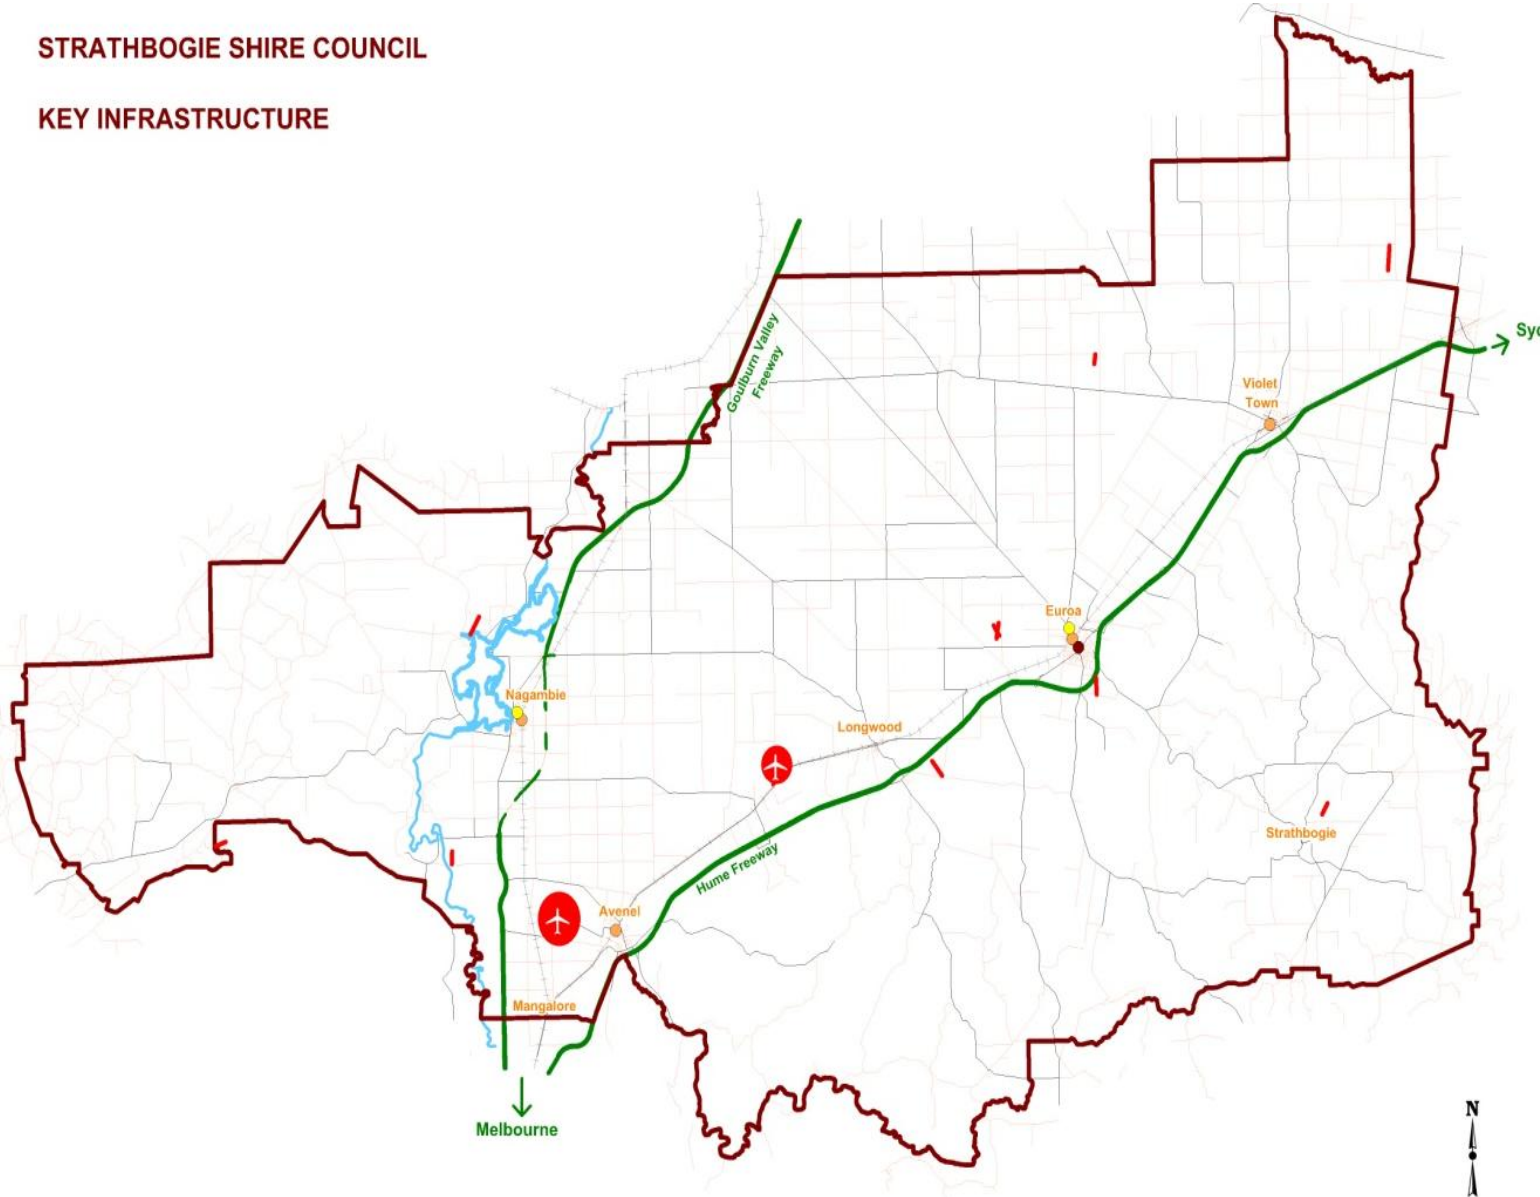 STRATHBOGIE SHIRE COUNCIL
KEY INFRASTRUCTURE
Syd
Goulburn Valley
Freeway
Violet
Town
Euroa
Nagambie
Longwood
Strathbogie
Hume Freeway
Avenel
Mangalore
Melbourne
N